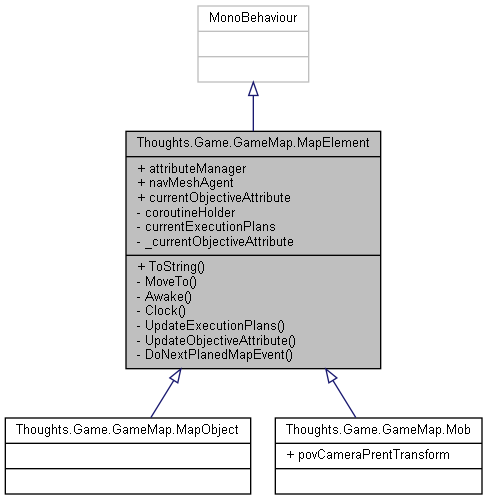 MonoBehaviour
Thoughts.Game.GameMap.MapElement
+ attributeManager
+ navMeshAgent
+ currentObjectiveAttribute
- coroutineHolder
- currentExecutionPlans
- _currentObjectiveAttribute
+ ToString()
- MoveTo()
- Awake()
- Clock()
- UpdateExecutionPlans()
- UpdateObjectiveAttribute()
- DoNextPlanedMapEvent()
Thoughts.Game.GameMap.MapObject
Thoughts.Game.GameMap.Mob
+ povCameraPrentTransform